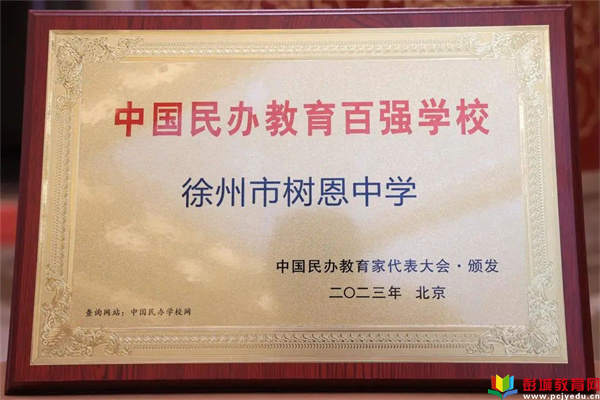 中国民办教育百强学校
徐州市树恩中学
中国民办教育家代表大会·颁发
二〇二三年 北京
查询网站：中国民办学校网
彭城教育网
www.pcjyedu.cn